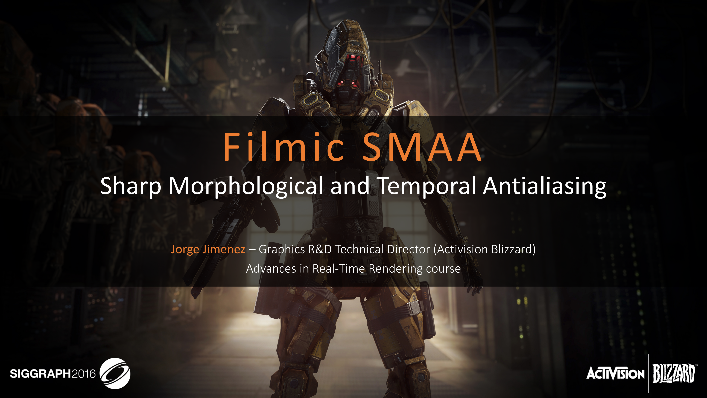 Filmic SMAA
Sharp Morphological and Temporal Antialiasing
Jorge Jimenez – Graphics R&D Technical Director (Activision Blizzard)
Advances in Real-Time Rendering course
SIGGRAPH2016
ACTIVISION BLIZZARD